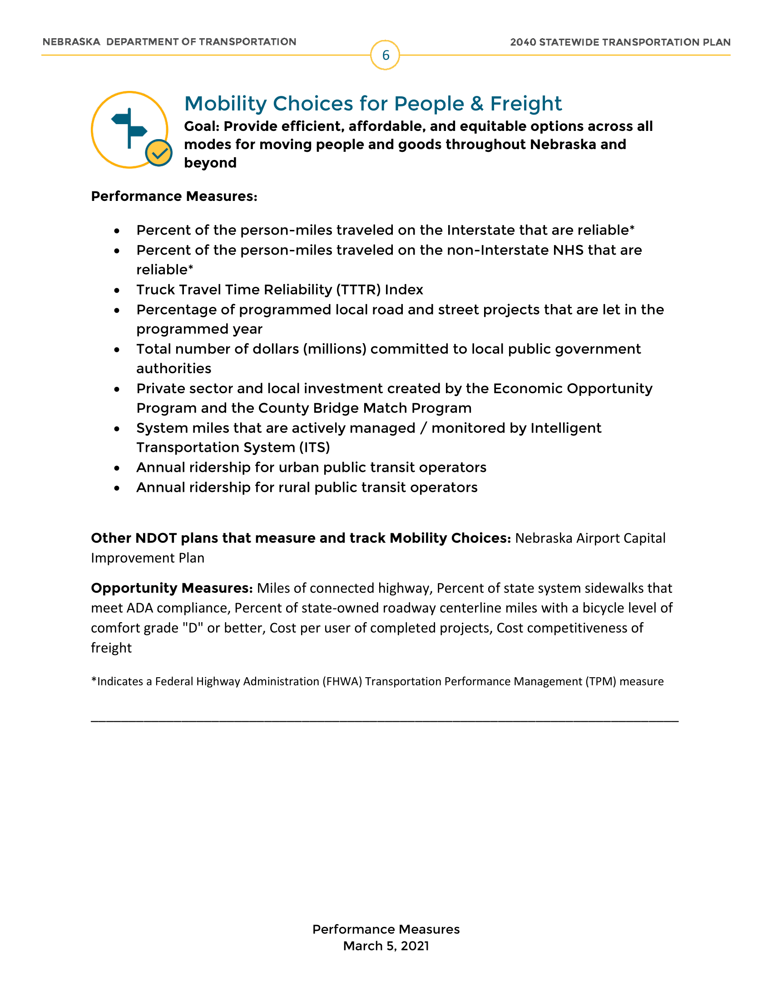 NEBRASKA DEPARTMENT OF TRANSPORTATION
2040 STATEWIDE TRANSPORTATION PLAN
6
Mobility Choices for People & Freight
Goal: Provide efficient, affordable, and equitable options across all
modes for moving people and goods throughout Nebraska and
beyond
Performance Measures:
• Percent of the person-miles traveled on the Interstate that are reliable*
• Percent of the person-miles traveled on the non-Interstate NHS that are
reliable*
• Truck Travel Time Reliability (TTTR) Index
• Percentage of programmed local road and street projects that are let in the
programmed year
• Total number of dollars (millions) committed to local public government
authorities
• Private sector and local investment created by the Economic Opportunity
Program and the County Bridge Match Program
• System miles that are actively managed / monitored by Intelligent
Transportation System (ITS)
• Annual ridership for urban public transit operators
• Annual ridership for rural public transit operators
Other NDOT plans that measure and track Mobility Choices: Nebraska Airport Capital
Improvement Plan
Opportunity Measures: Miles of connected highway, Percent of state system sidewalks that
meet ADA compliance, Percent of state-owned roadway centerline miles with a bicycle level of
comfort grade "D" or better, Cost per user of completed projects, Cost competitiveness of
freight
*Indicates a Federal Highway Administration (FHWA) Transportation Performance Management (TPM) measure
Performance Measures
March 5, 2021